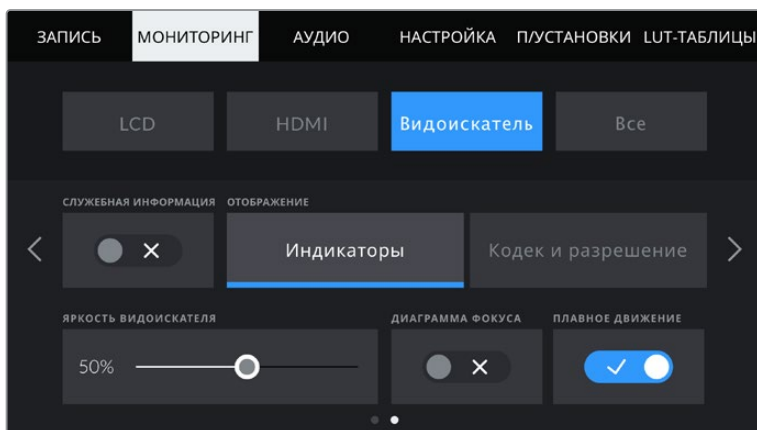 ЗАПИСЬ МОНИТОРИНГ АУДИО НАСТРОЙКА П/УСТАНОВКИ LUT-ТАБЛИЦЫ
LCD HDMI Видоискатель Все
СЛУЖЕБНАЯ ИНФОРМАЦИЯ ОТОБРАЖЕНИЕ
Индикаторы Кодек и разрешение
ЯРКОСТЬ ВИДОИСКАТЕЛЯ ДИАГРАММА ФОКУСА ПЛАВНОЕ ДВИЖЕНИЕ
50%